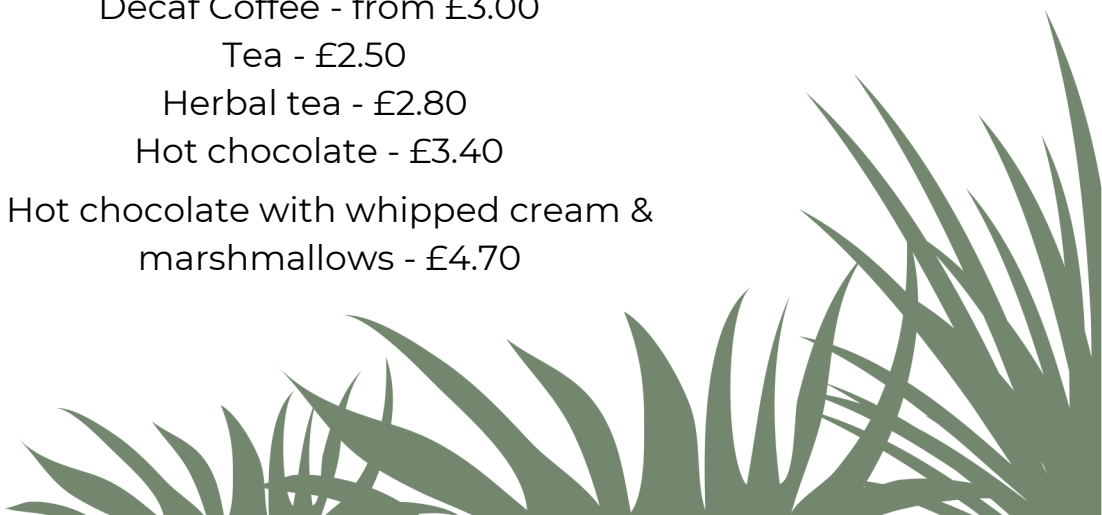 Decaf Coffee - from £3.00
Tea - £2.50
Herbal tea - £2.80
Hot chocolate - £3.40
Hot chocolate with whipped cream &
marshmallows - £4.70